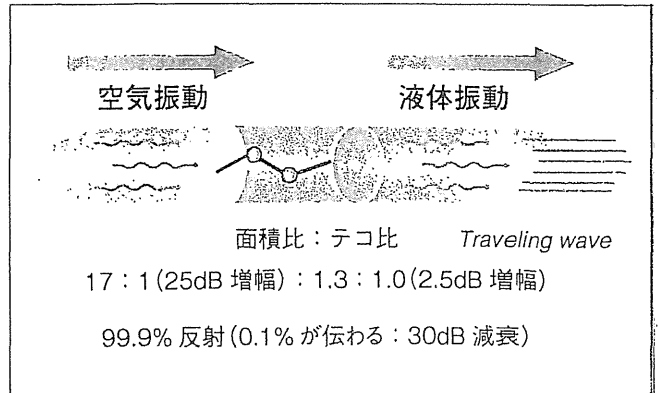 空気振動 液体振動
面積比：テコ比 Traveling wave
17：1(25dB 増幅)：1.3：1.0(2.5dB 増幅)
99.9% 反射(0.1% が伝わる：30dB 減衰)